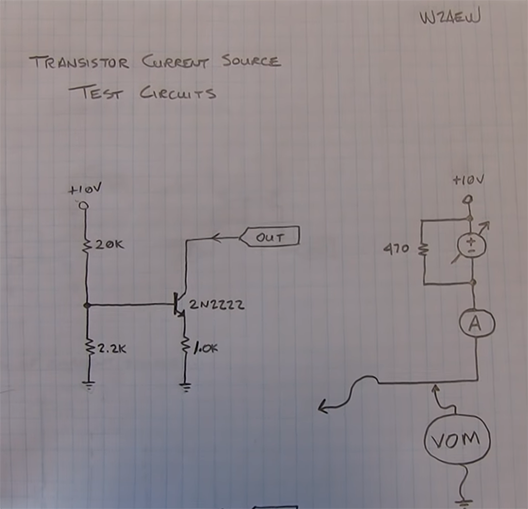 W2AEW
TRANSISTOR CURRENT SOURCE
TEST CIRCUITS
+10V
20K
OUT
2N2222
2.2K
1.0K
+10V
470
+
-
A
VOM